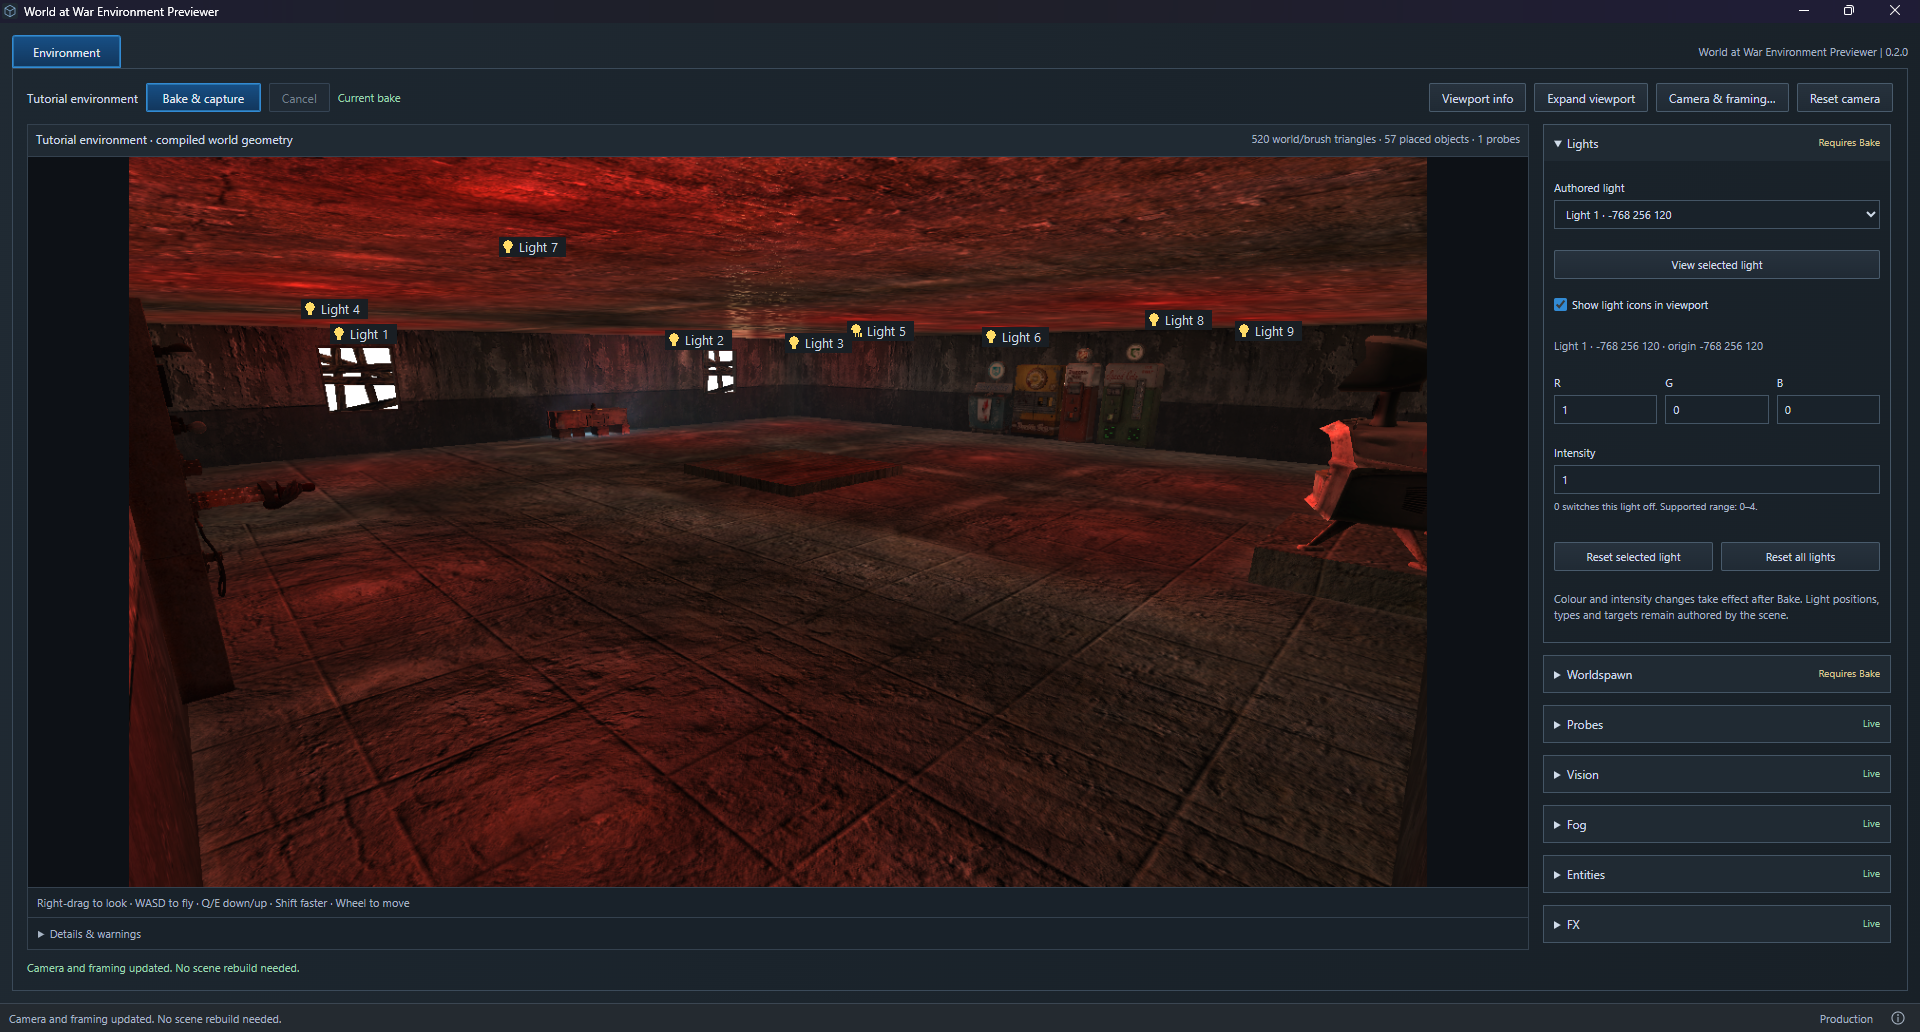 World at War Environment Previewer
Environment
World at War Environment Previewer | 0.2.0
Tutorial environment
Bake & capture
Cancel
Current bake
Viewport info
Expand viewport
Camera & framing...
Reset camera
Tutorial environment · compiled world geometry
520 world/brush triangles · 57 placed objects · 1 probes
Light 7
Light 4
Light 1
Light 2
Light 3
Light 5
Light 6
Light 8
Light 9
Right-drag to look · WASD to fly · Q/E down/up · Shift faster · Wheel to move
Details & warnings
Camera and framing updated. No scene rebuild needed.
Lights
Requires Bake
Authored light
Light 1 · -768 256 120
View selected light
Show light icons in viewport
Light 1 · -768 256 120 · origin -768 256 120
R G B
1 0 0
Intensity
1
0 switches this light off. Supported range: 0–4.
Reset selected light
Reset all lights
Colour and intensity changes take effect after Bake. Light positions,
types and targets remain authored by the scene.
Worldspawn
Requires Bake
Probes
Live
Vision
Live
Fog
Live
Entities
Live
FX
Live
Camera and framing updated. No scene rebuild needed.
Production